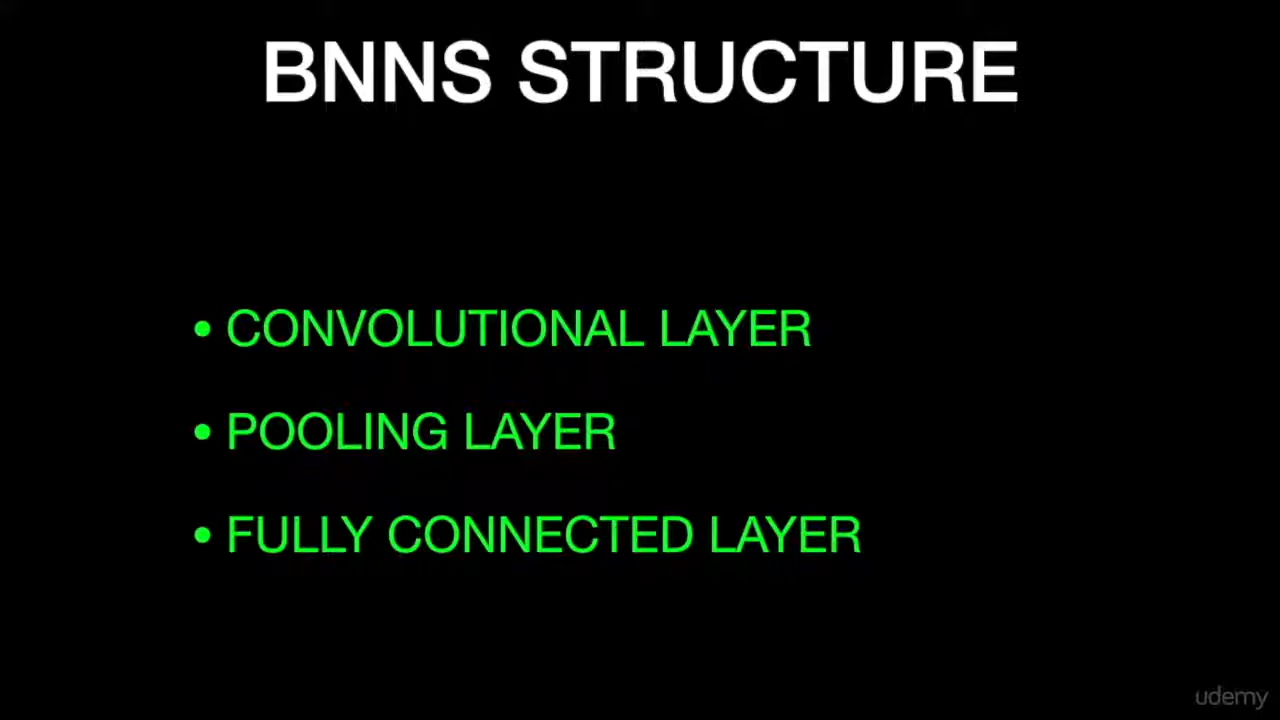 BNNS STRUCTURE
• CONVOLUTIONAL LAYER
• POOLING LAYER
• FULLY CONNECTED LAYER
udemy